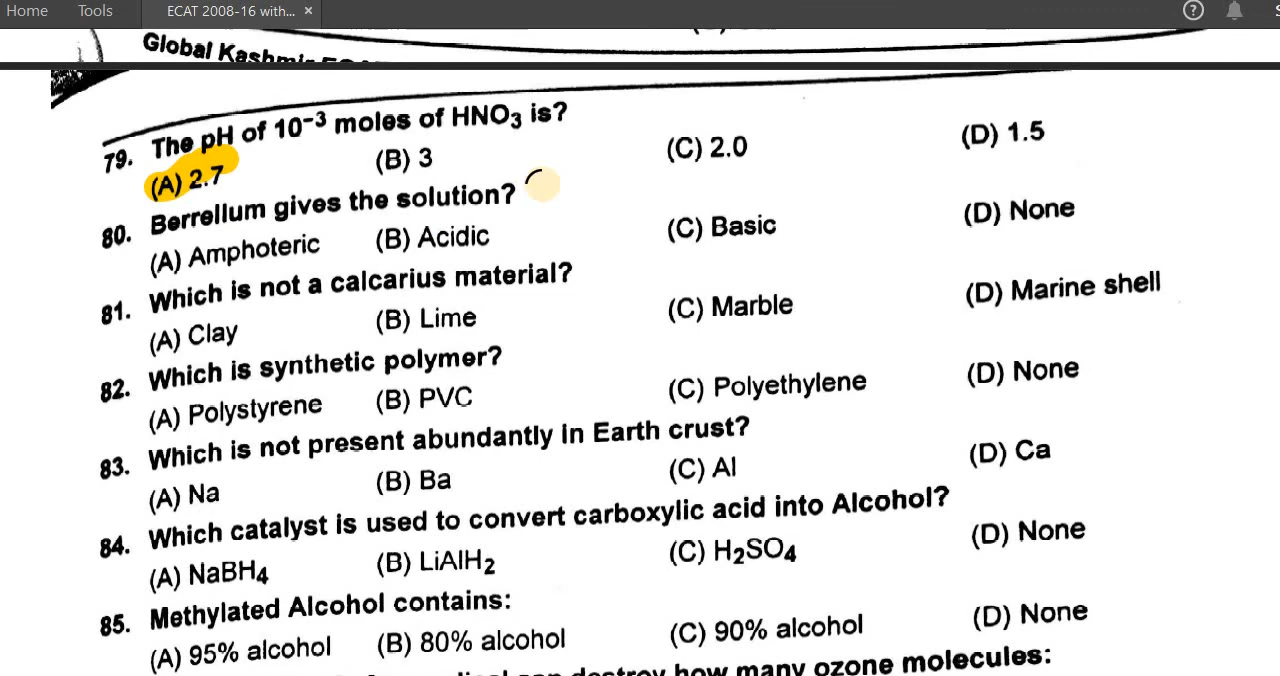 Home Tools ECAT 2008-16 with... ×
Global Kashmir
79. The pH of 10⁻³ moles of HNO₃ is?
(A) 2.7 (B) 3 (C) 2.0 (D) 1.5
80. Berrellum gives the solution?
(A) Amphoteric (B) Acidic (C) Basic (D) None
81. Which is not a calcarius material?
(A) Clay (B) Lime (C) Marble (D) Marine shell
82. Which is synthetic polymer?
(A) Polystyrene (B) PVC (C) Polyethylene (D) None
83. Which is not present abundantly in Earth crust?
(A) Na (B) Ba (C) Al (D) Ca
84. Which catalyst is used to convert carboxylic acid into Alcohol?
(A) NaBH₄ (B) LiAlH₂ (C) H₂SO₄ (D) None
85. Methylated Alcohol contains:
(A) 95% alcohol (B) 80% alcohol (C) 90% alcohol (D) None
can destroy how many ozone molecules: